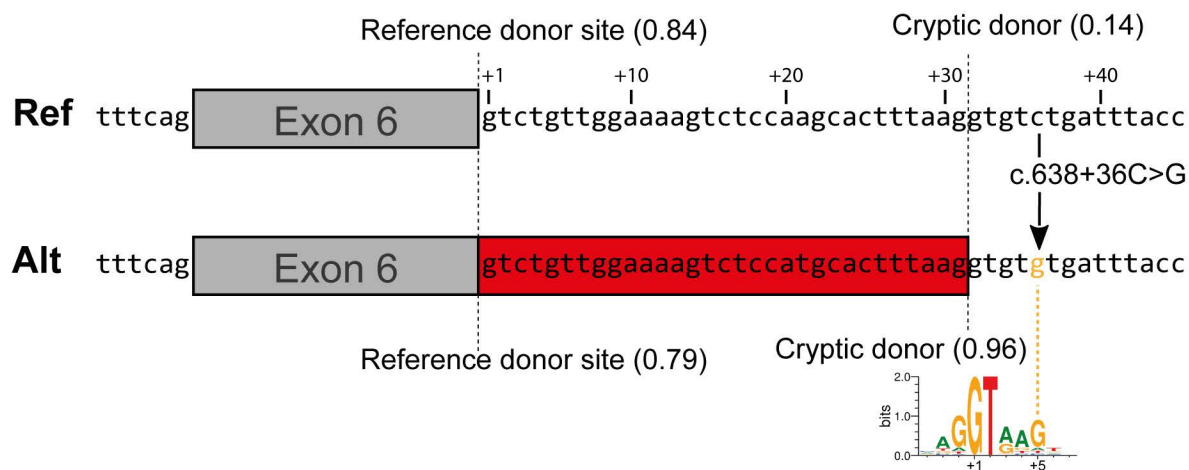 Reference donor site (0.84)
Cryptic donor (0.14)
+1 +10 +20 +30 +40
Ref tttcag Exon 6 gtctgttggaaaagtctccaagcactttaaggtgtctgatttacc
c.638+36C>G
Alt tttcag Exon 6 gtctgttggaaaagtctccatgcactttaaggtgtgtgatttacc
Reference donor site (0.79)
Cryptic donor (0.96)
2.0
1.0
0.0
bits
AGGTAAG
+1 +5